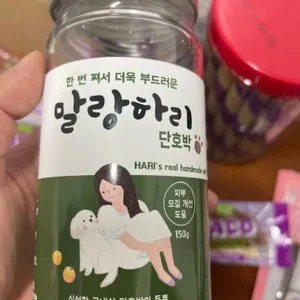 한 번 쪄서 더욱 부드러운
말랑하리
단호박
HARI's real handmade
피부
모질 개선
도움
150g